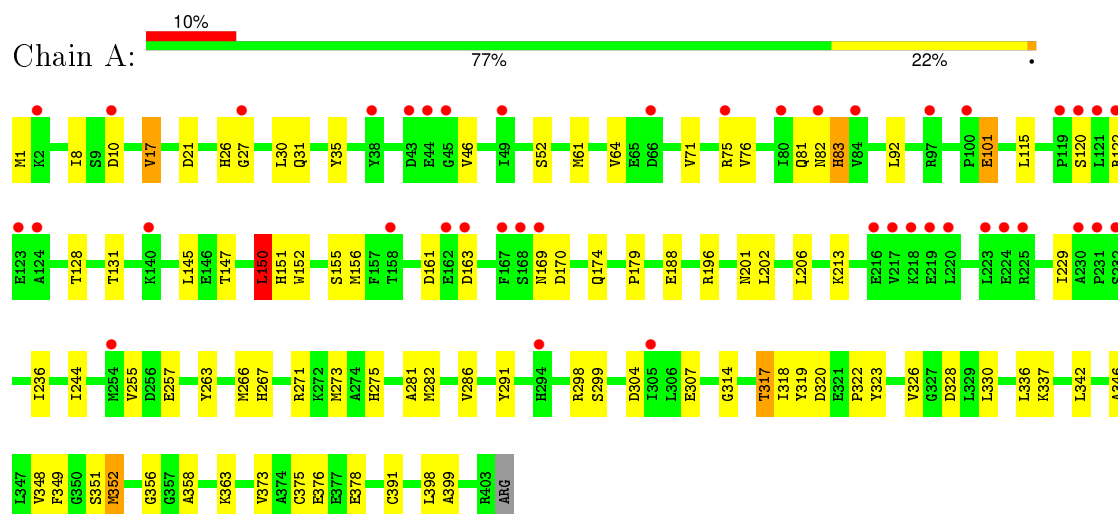 10%
Chain A:
77% 22% •
M1 K2 I8 S9 D10 V17 D21 H26 G27 L30 Q31 Y35 Y38 D43 E44 G45 V46 I49 S52 M61 V64 E65 D66 V71 R75 V76 I80 Q81 N82 H83 V84 L92 R97 P100 E101 L115 P119 S120 L121
E123 A124 T128 T131 K140 L145 E146 T147 L150 H151 W152 S155 M156 F157 T158 D161 E162 D163 F167 S168 N169 D170 Q174 P179 E188 R196 N201 L202 L206 K213 E216 V217 K218 E219 L220 L223 E224 R225 I229 A230 P231
I236 I244 M254 V255 D256 E257 Y263 M266 H267 R271 K272 M273 A274 H275 A281 M282 V286 Y291 H294 R298 S299 D304 I305 L306 E307 G314 T317 I318 Y319 D320 E321 P322 Y323 V326 G327 D328 L329 L330 L336 K337 L342
L347 V348 F349 G350 S351 M352 G356 G357 A358 K363 V373 A374 C375 E376 E377 E378 C391 L398 A399 R403 ARG